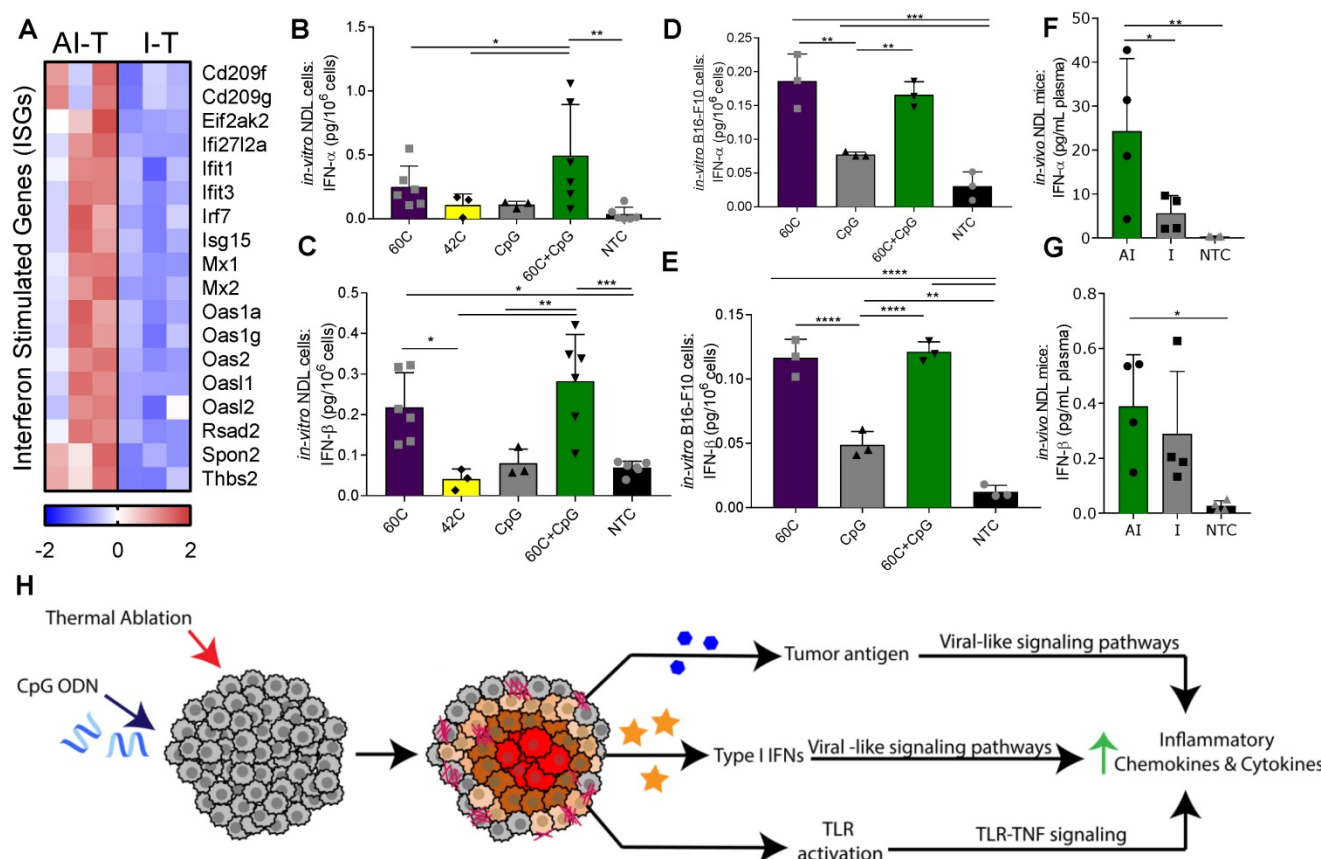 A
AI-T I-T
Interferon Stimulated Genes (ISGs)
Cd209f
Cd209g
Eif2ak2
Ifi27l2a
Ifit1
Ifit3
Irf7
Isg15
Mx1
Mx2
Oas1a
Oas1g
Oas2
Oasl1
Oasl2
Rsad2
Spon2
Thbs2
-2 0 2
B
in-vitro NDL cells:
IFN-α (pg/10⁶ cells)
1.5
1.0
0.5
0.0
* **
60C 42C CpG 60C+CpG NTC
C
in-vitro NDL cells:
IFN-β (pg/10⁶ cells)
0.5
0.4
0.3
0.2
0.1
0.0
***
*
**
*
60C 42C CpG 60C+CpG NTC
D
in-vitro B16-F10 cells:
IFN-α (pg/10⁶ cells)
0.25
0.20
0.15
0.10
0.05
0.00
***
** **
60C CpG 60C+CpG NTC
E
in-vitro B16-F10 cells:
IFN-β (pg/10⁶ cells)
0.15
0.10
0.05
0.00
****
**
**** ****
60C CpG 60C+CpG NTC
F
in-vivo NDL mice:
IFN-α (pg/mL plasma)
50
40
30
20
10
0
**
*
AI I NTC
G
in-vivo NDL mice:
IFN-β (pg/mL plasma)
0.8
0.6
0.4
0.2
0.0
*
AI I NTC
H
Thermal Ablation
CpG ODN
Tumor antigen
Viral-like signaling pathways
Type I IFNs
Viral -like signaling pathways
Inflammatory
Chemokines & Cytokines
TLR
activation
TLR-TNF signaling